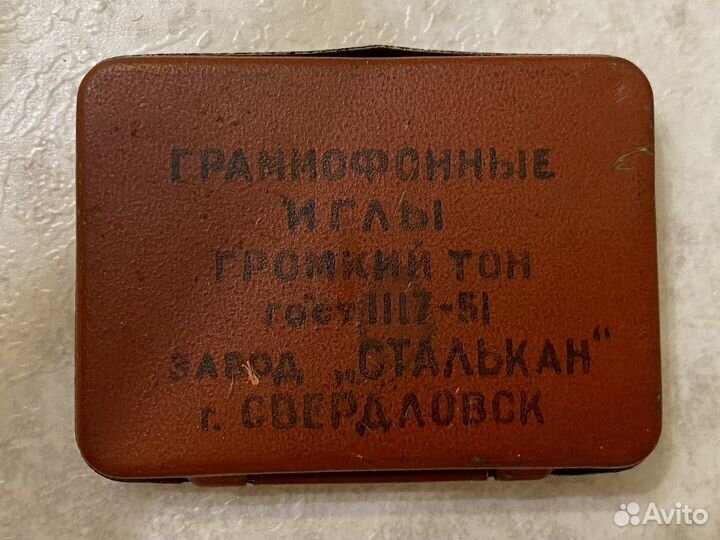 ГРАММОФОННЫЕ
ИГЛЫ
ГРОМКИЙ ТОН
гост 1117-51
ЗАВОД „СТАЛЬКАН“
г. СВЕРДЛОВСК
Avito